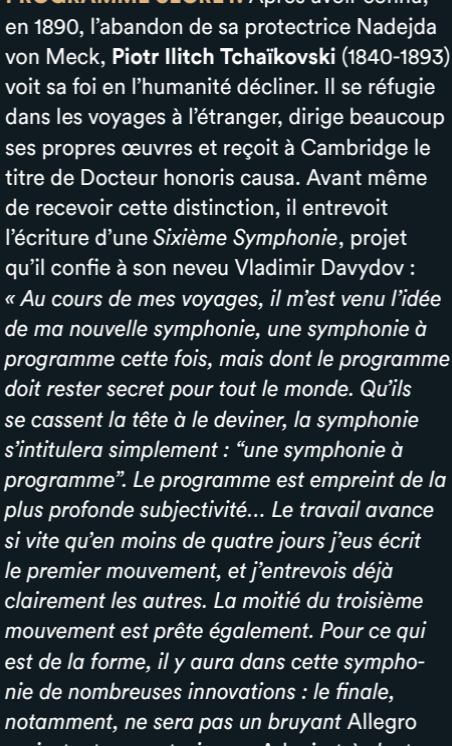 PROGRAMME SECRET. Après avoir connu,
en 1890, l’abandon de sa protectrice Nadejda
von Meck, Piotr Ilitch Tchaïkovski (1840-1893)
voit sa foi en l’humanité décliner. Il se réfugie
dans les voyages à l’étranger, dirige beaucoup
ses propres œuvres et reçoit à Cambridge le
titre de Docteur honoris causa. Avant même
de recevoir cette distinction, il entrevoit
l’écriture d’une Sixième Symphonie, projet
qu’il confie à son neveu Vladimir Davydov :
« Au cours de mes voyages, il m’est venu l’idée
de ma nouvelle symphonie, une symphonie à
programme cette fois, mais dont le programme
doit rester secret pour tout le monde. Qu’ils
se cassent la tête à le deviner, la symphonie
s’intitulera simplement : “une symphonie à
programme”. Le programme est empreint de la
plus profonde subjectivité... Le travail avance
si vite qu’en moins de quatre jours j’eus écrit
le premier mouvement, et j’entrevois déjà
clairement les autres. La moitié du troisième
mouvement est prête également. Pour ce qui
est de la forme, il y aura dans cette sympho-
nie de nombreuses innovations : le finale,
notamment, ne sera pas un bruyant Allegro